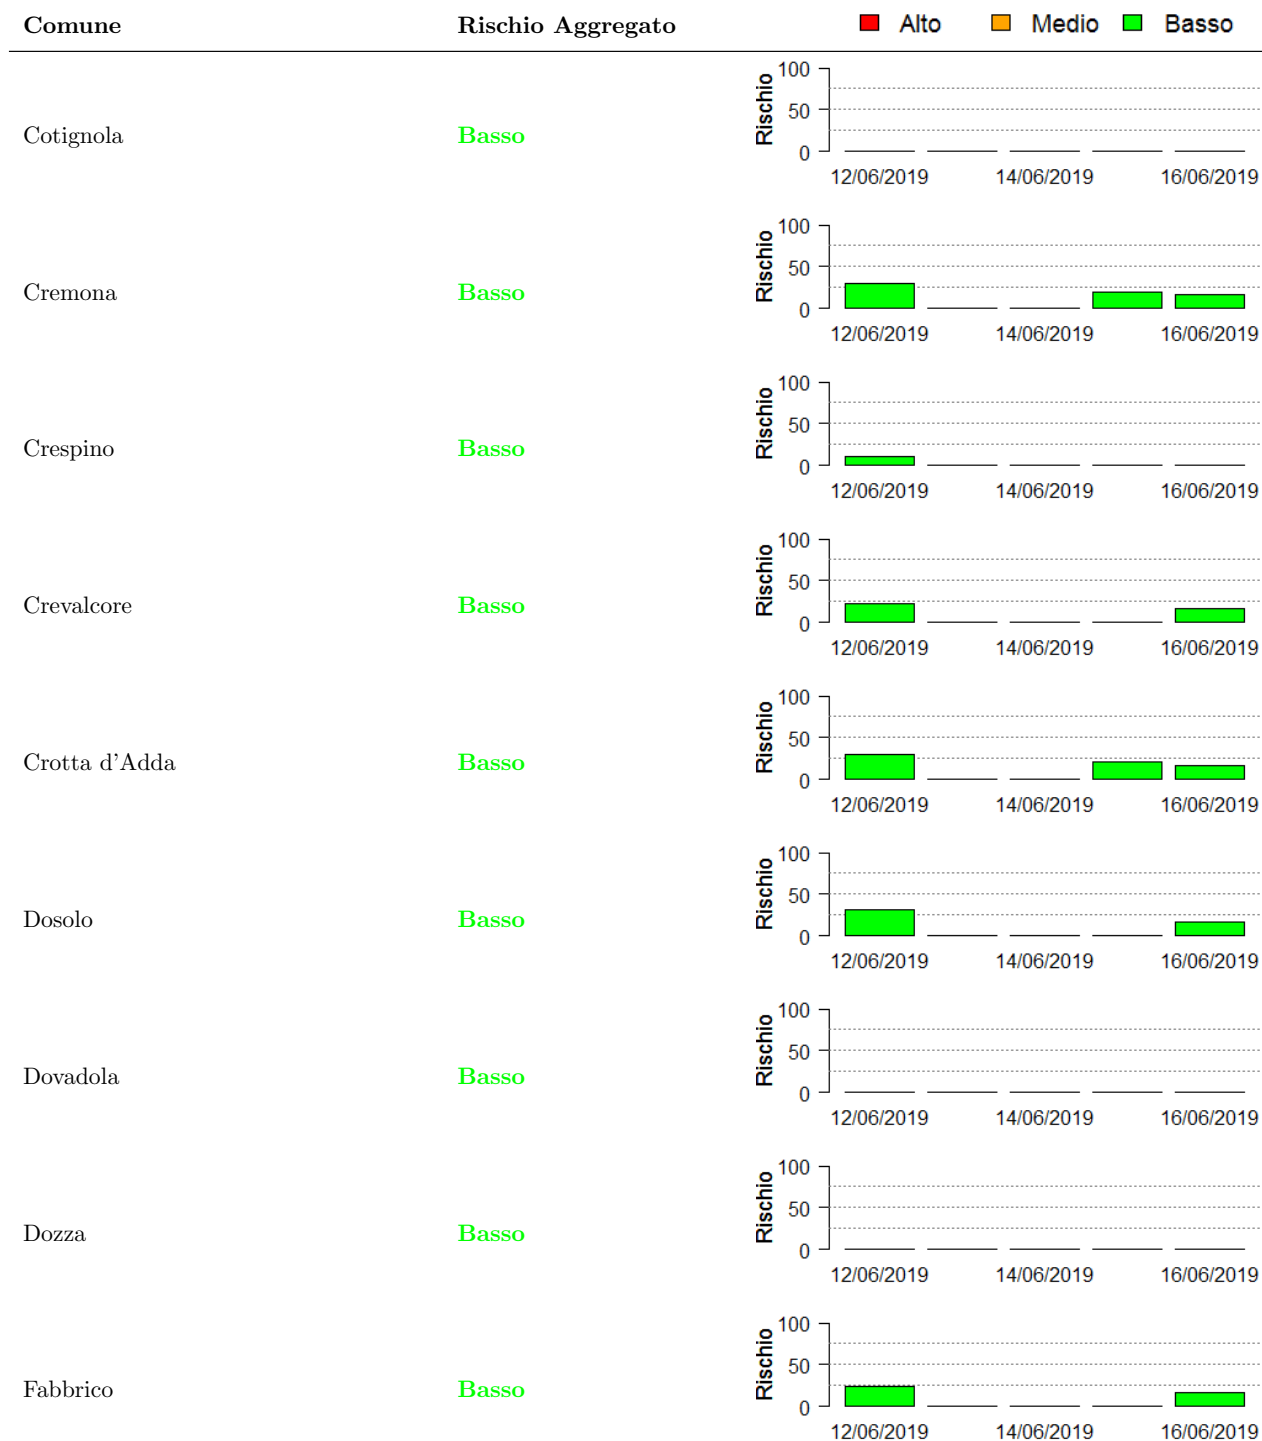 Comune Rischio Aggregato Alto Medio Basso
100
50
0
Rischio
Cotignola Basso
12/06/2019 14/06/2019 16/06/2019
100
50
0
Rischio
Cremona Basso
12/06/2019 14/06/2019 16/06/2019
100
50
0
Rischio
Crespino Basso
12/06/2019 14/06/2019 16/06/2019
100
50
0
Rischio
Crevalcore Basso
12/06/2019 14/06/2019 16/06/2019
100
50
0
Rischio
Crotta d'Adda Basso
12/06/2019 14/06/2019 16/06/2019
100
50
0
Rischio
Dosolo Basso
12/06/2019 14/06/2019 16/06/2019
100
50
0
Rischio
Dovadola Basso
12/06/2019 14/06/2019 16/06/2019
100
50
0
Rischio
Dozza Basso
12/06/2019 14/06/2019 16/06/2019
100
50
0
Rischio
Fabbrico Basso
12/06/2019 14/06/2019 16/06/2019